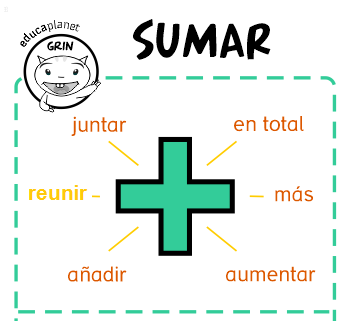 educaplanet
GRIN
SUMAR
juntar
en total
reunir
más
añadir
aumentar